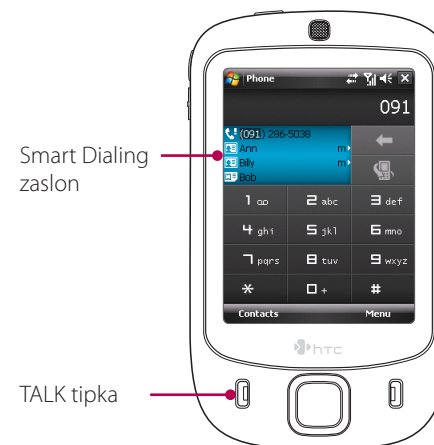 Phone
091
(091) 286-5038
Ann m
Billy m
Bob
Smart Dialing
zaslon
1
2 abc
3 def
4 ghi
5 jkl
6 mno
7 pqrs
8 tuv
9 wxyz
*
0 +
#
Contacts
Menu
hTC
TALK tipka